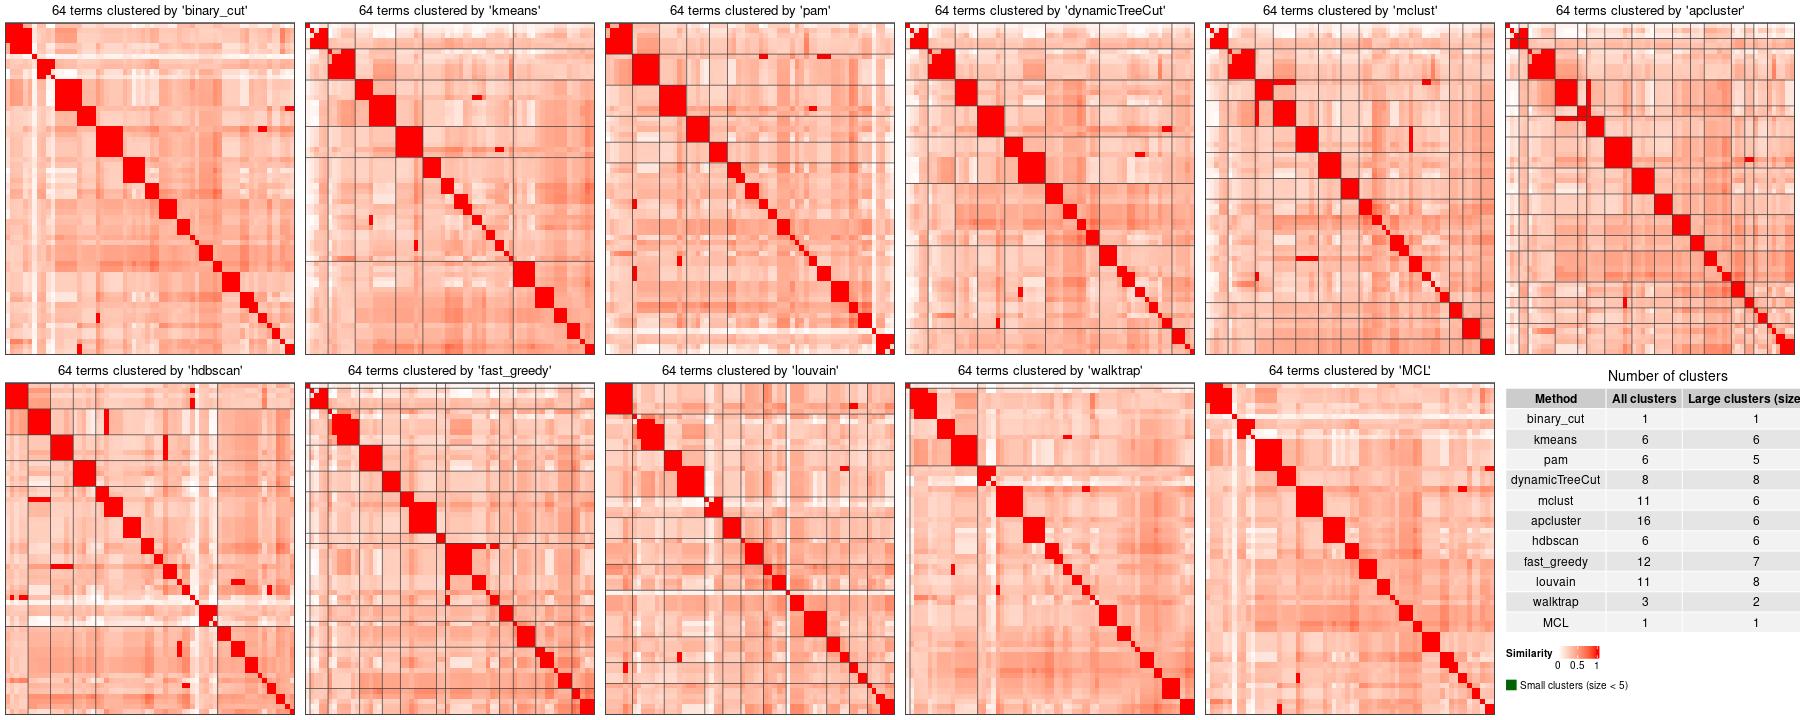 64 terms clustered by 'binary_cut'
64 terms clustered by 'kmeans'
64 terms clustered by 'pam'
64 terms clustered by 'dynamicTreeCut'
64 terms clustered by 'mclust'
64 terms clustered by 'apcluster'
64 terms clustered by 'hdbscan'
64 terms clustered by 'fast_greedy'
64 terms clustered by 'louvain'
64 terms clustered by 'walktrap'
64 terms clustered by 'MCL'
Number of clusters
Method All clusters Large clusters (size
binary_cut 1 1
kmeans 6 6
pam 6 5
dynamicTreeCut 8 8
mclust 11 6
apcluster 16 6
hdbscan 6 6
fast_greedy 12 7
louvain 11 8
walktrap 3 2
MCL 1 1
Similarity
0 0.5 1
Small clusters (size < 5)